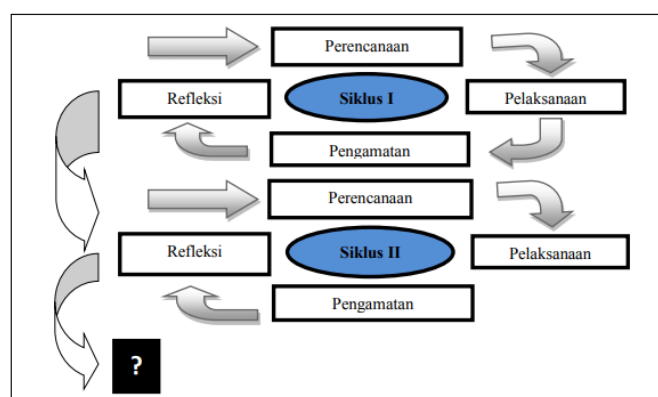 Perencanaan
Refleksi
Siklus I
Pelaksanaan
Pengamatan
Perencanaan
Refleksi
Siklus II
Pelaksanaan
Pengamatan
?